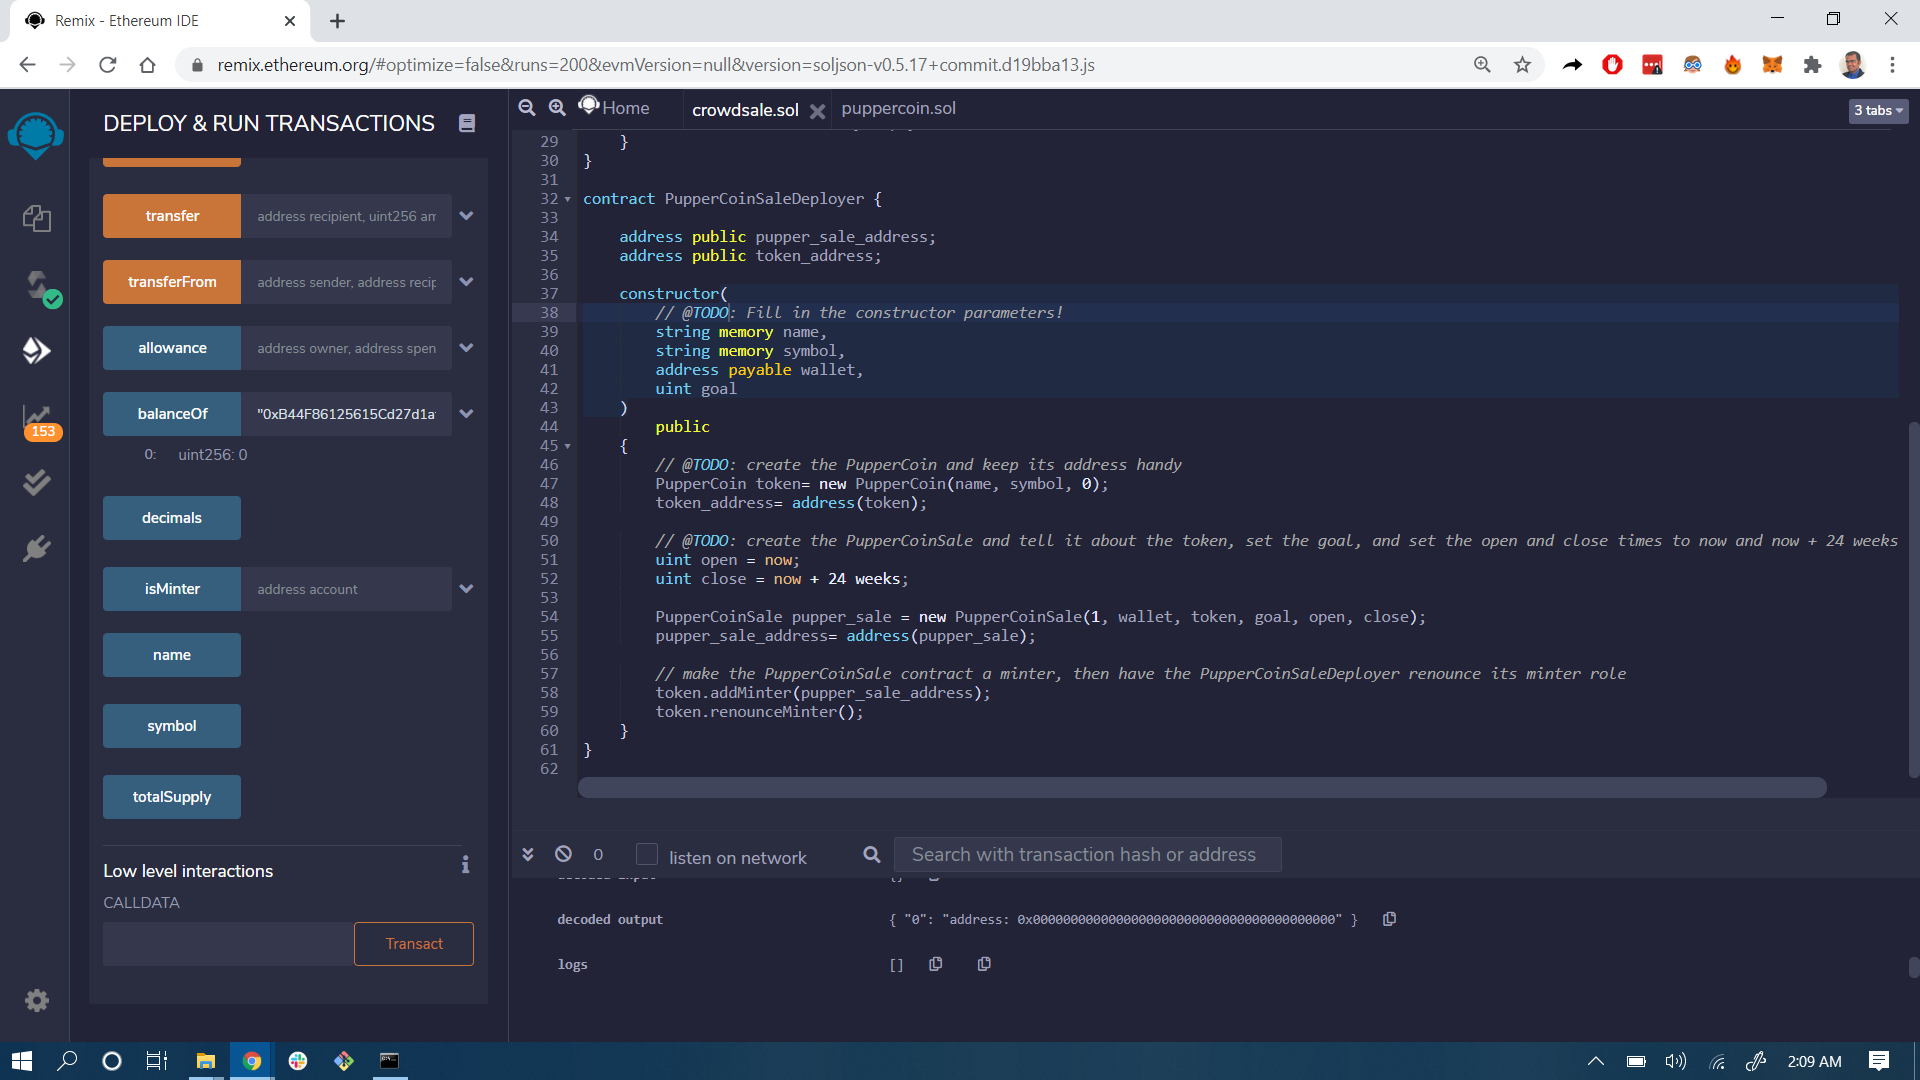 Remix - Ethereum IDE
remix.ethereum.org/#optimize=false&runs=200&evmVersion=null&version=soljson-v0.5.17+commit.d19bba13.js
DEPLOY & RUN TRANSACTIONS
Home
crowdsale.sol
puppercoin.sol
3 tabs
transfer
address recipient, uint256 am
transferFrom
address sender, address recip
allowance
address owner, address spen
balanceOf
"0xB44F86125615Cd27d1a
0:
uint256: 0
decimals
isMinter
address account
name
symbol
totalSupply
Low level interactions
CALLDATA
Transact
153
29 }
30 }
31
32 contract PupperCoinSaleDeployer {
33
34 address public pupper_sale_address;
35 address public token_address;
36
37 constructor(
38 // @TODO: Fill in the constructor parameters!
39 string memory name,
40 string memory symbol,
41 address payable wallet,
42 uint goal
43 )
44 public
45 {
46 // @TODO: create the PupperCoin and keep its address handy
47 PupperCoin token= new PupperCoin(name, symbol, 0);
48 token_address= address(token);
49
50 // @TODO: create the PupperCoinSale and tell it about the token, set the goal, and set the open and close times to now and now + 24 weeks
51 uint open = now;
52 uint close = now + 24 weeks;
53
54 PupperCoinSale pupper_sale = new PupperCoinSale(1, wallet, token, goal, open, close);
55 pupper_sale_address= address(pupper_sale);
56
57 // make the PupperCoinSale contract a minter, then have the PupperCoinSaleDeployer renounce its minter role
58 token.addMinter(pupper_sale_address);
59 token.renounceMinter();
60 }
61 }
62
0
listen on network
Search with transaction hash or address
decoded output
{ "0": "address: 0x0000000000000000000000000000000000000000" }
logs
[]
2:09 AM